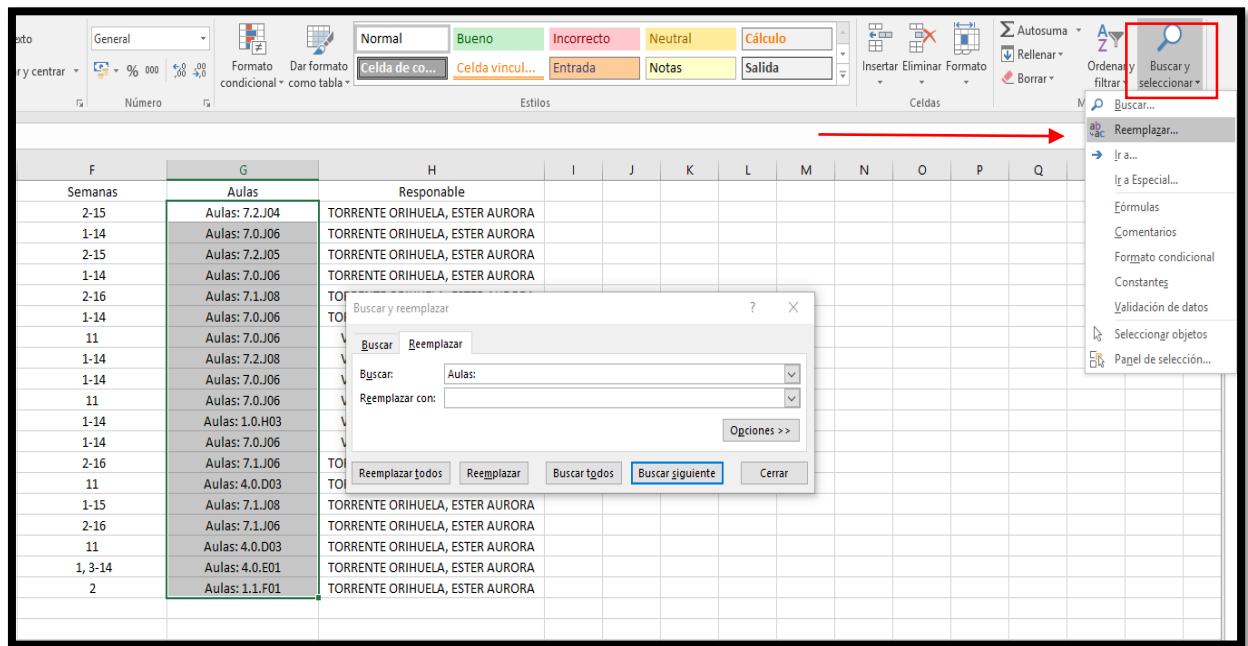 exto General Normal Bueno Incorrecto Neutral Cálculo Autosuma
Rellenar
r y centrar % 000 Formato condicional Dar formato como tabla Celda de co... Celda vincul... Entrada Notas Salida Insertar Eliminar Formato Borrar Ordenar y filtrar Buscar y seleccionar
Número Estilos Celdas M
Buscar...
Reemplazar...
Ir a...
Ir a Especial...
Fórmulas
Comentarios
Formato condicional
Constantes
Validación de datos
Seleccionar objetos
Panel de selección...
F G H I J K L M N O P Q
Semanas Aulas Responable
2-15 Aulas: 7.2.J04 TORRENTE ORIHUELA, ESTER AURORA
1-14 Aulas: 7.0.J06 TORRENTE ORIHUELA, ESTER AURORA
2-15 Aulas: 7.2.J05 TORRENTE ORIHUELA, ESTER AURORA
1-14 Aulas: 7.0.J06 TORRENTE ORIHUELA, ESTER AURORA
2-16 Aulas: 7.1.J08
1-14 Aulas: 7.0.J06
11 Aulas: 7.0.J06
1-14 Aulas: 7.2.J08
1-14 Aulas: 7.0.J06
11 Aulas: 7.0.J06
1-14 Aulas: 1.0.H03
1-14 Aulas: 7.0.J06
2-16 Aulas: 7.1.J06
11 Aulas: 4.0.D03
1-15 Aulas: 7.1.J08 TORRENTE ORIHUELA, ESTER AURORA
2-16 Aulas: 7.1.J06 TORRENTE ORIHUELA, ESTER AURORA
11 Aulas: 4.0.D03 TORRENTE ORIHUELA, ESTER AURORA
1, 3-14 Aulas: 4.0.E01 TORRENTE ORIHUELA, ESTER AURORA
2 Aulas: 1.1.F01 TORRENTE ORIHUELA, ESTER AURORA
Buscar y reemplazar ?
Buscar Reemplazar
Buscar: Aulas:
Reemplazar con:
Opciones >>
Reemplazar todos Reemplazar Buscar todos Buscar siguiente Cerrar